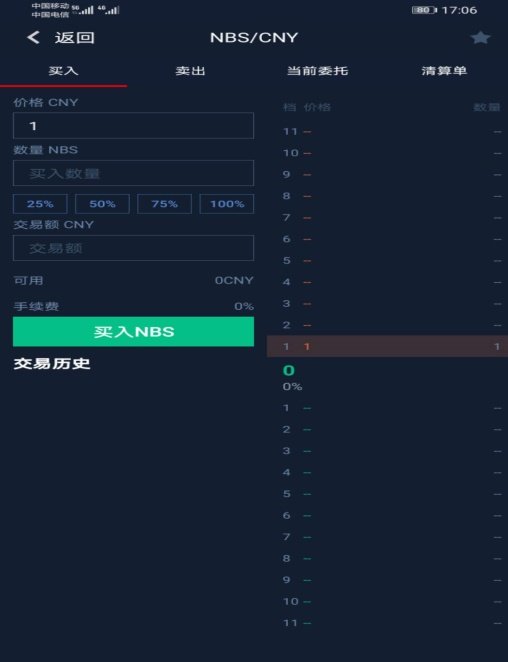 中国移动 5G 4G
中国电信
80 17:06
返回 NBS/CNY
买入 卖出 当前委托 清算单
价格 CNY
1
数量 NBS
买入数量
25% 50% 75% 100%
交易额 CNY
交易额
可用 0CNY
手续费 0%
买入NBS
交易历史
档 价格 数量
11 -- --
10 -- --
9 -- --
8 -- --
7 -- --
6 -- --
5 -- --
4 -- --
3 -- --
2 -- --
1 1 1
0
0%
1 -- --
2 -- --
3 -- --
4 -- --
5 -- --
6 -- --
7 -- --
8 -- --
9 -- --
10 -- --
11 -- --